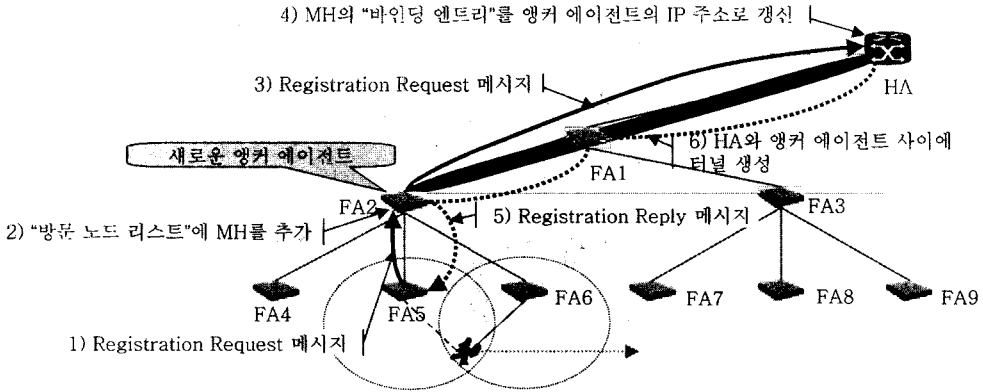 4) MH의 “바인딩 엔트리”를 앵커 에이전트의 IP 주소로 갱신
HA
3) Registration Request 메시지
6) HA와 앵커 에이전트 사이에
터널 생성
새로운 앵커 에이전트
FA1
FA2
FA3
5) Registration Reply 메시지
2) “방문 노드 리스트”에 MH를 추가
FA4
FA5
FA6
FA7
FA8
FA9
1) Registration Request 메시지